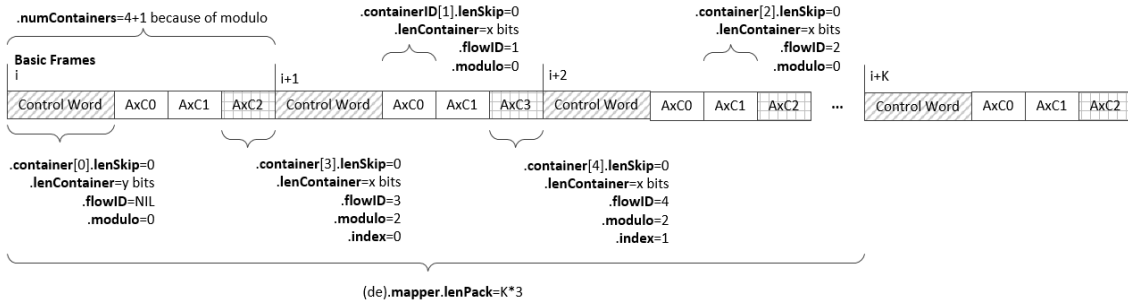 .numContainers=4+1 because of modulo
.containerID[1].lenSkip=0
.lenContainer=x bits
.flowID=1
.modulo=0
.container[2].lenSkip=0
.lenContainer=x bits
.flowID=2
.modulo=0
Basic Frames
i
i+1
i+2
i+K
Control Word AxC0 AxC1 AxC2 Control Word AxC0 AxC1 AxC3 Control Word AxC0 AxC1 AxC2 ... Control Word AxC0 AxC1 AxC2
.container[0].lenSkip=0
.lenContainer=y bits
.flowID=NIL
.modulo=0
.container[3].lenSkip=0
.lenContainer=x bits
.flowID=3
.modulo=2
.index=0
.container[4].lenSkip=0
.lenContainer=x bits
.flowID=4
.modulo=2
.index=1
(de).mapper.lenPack=K*3